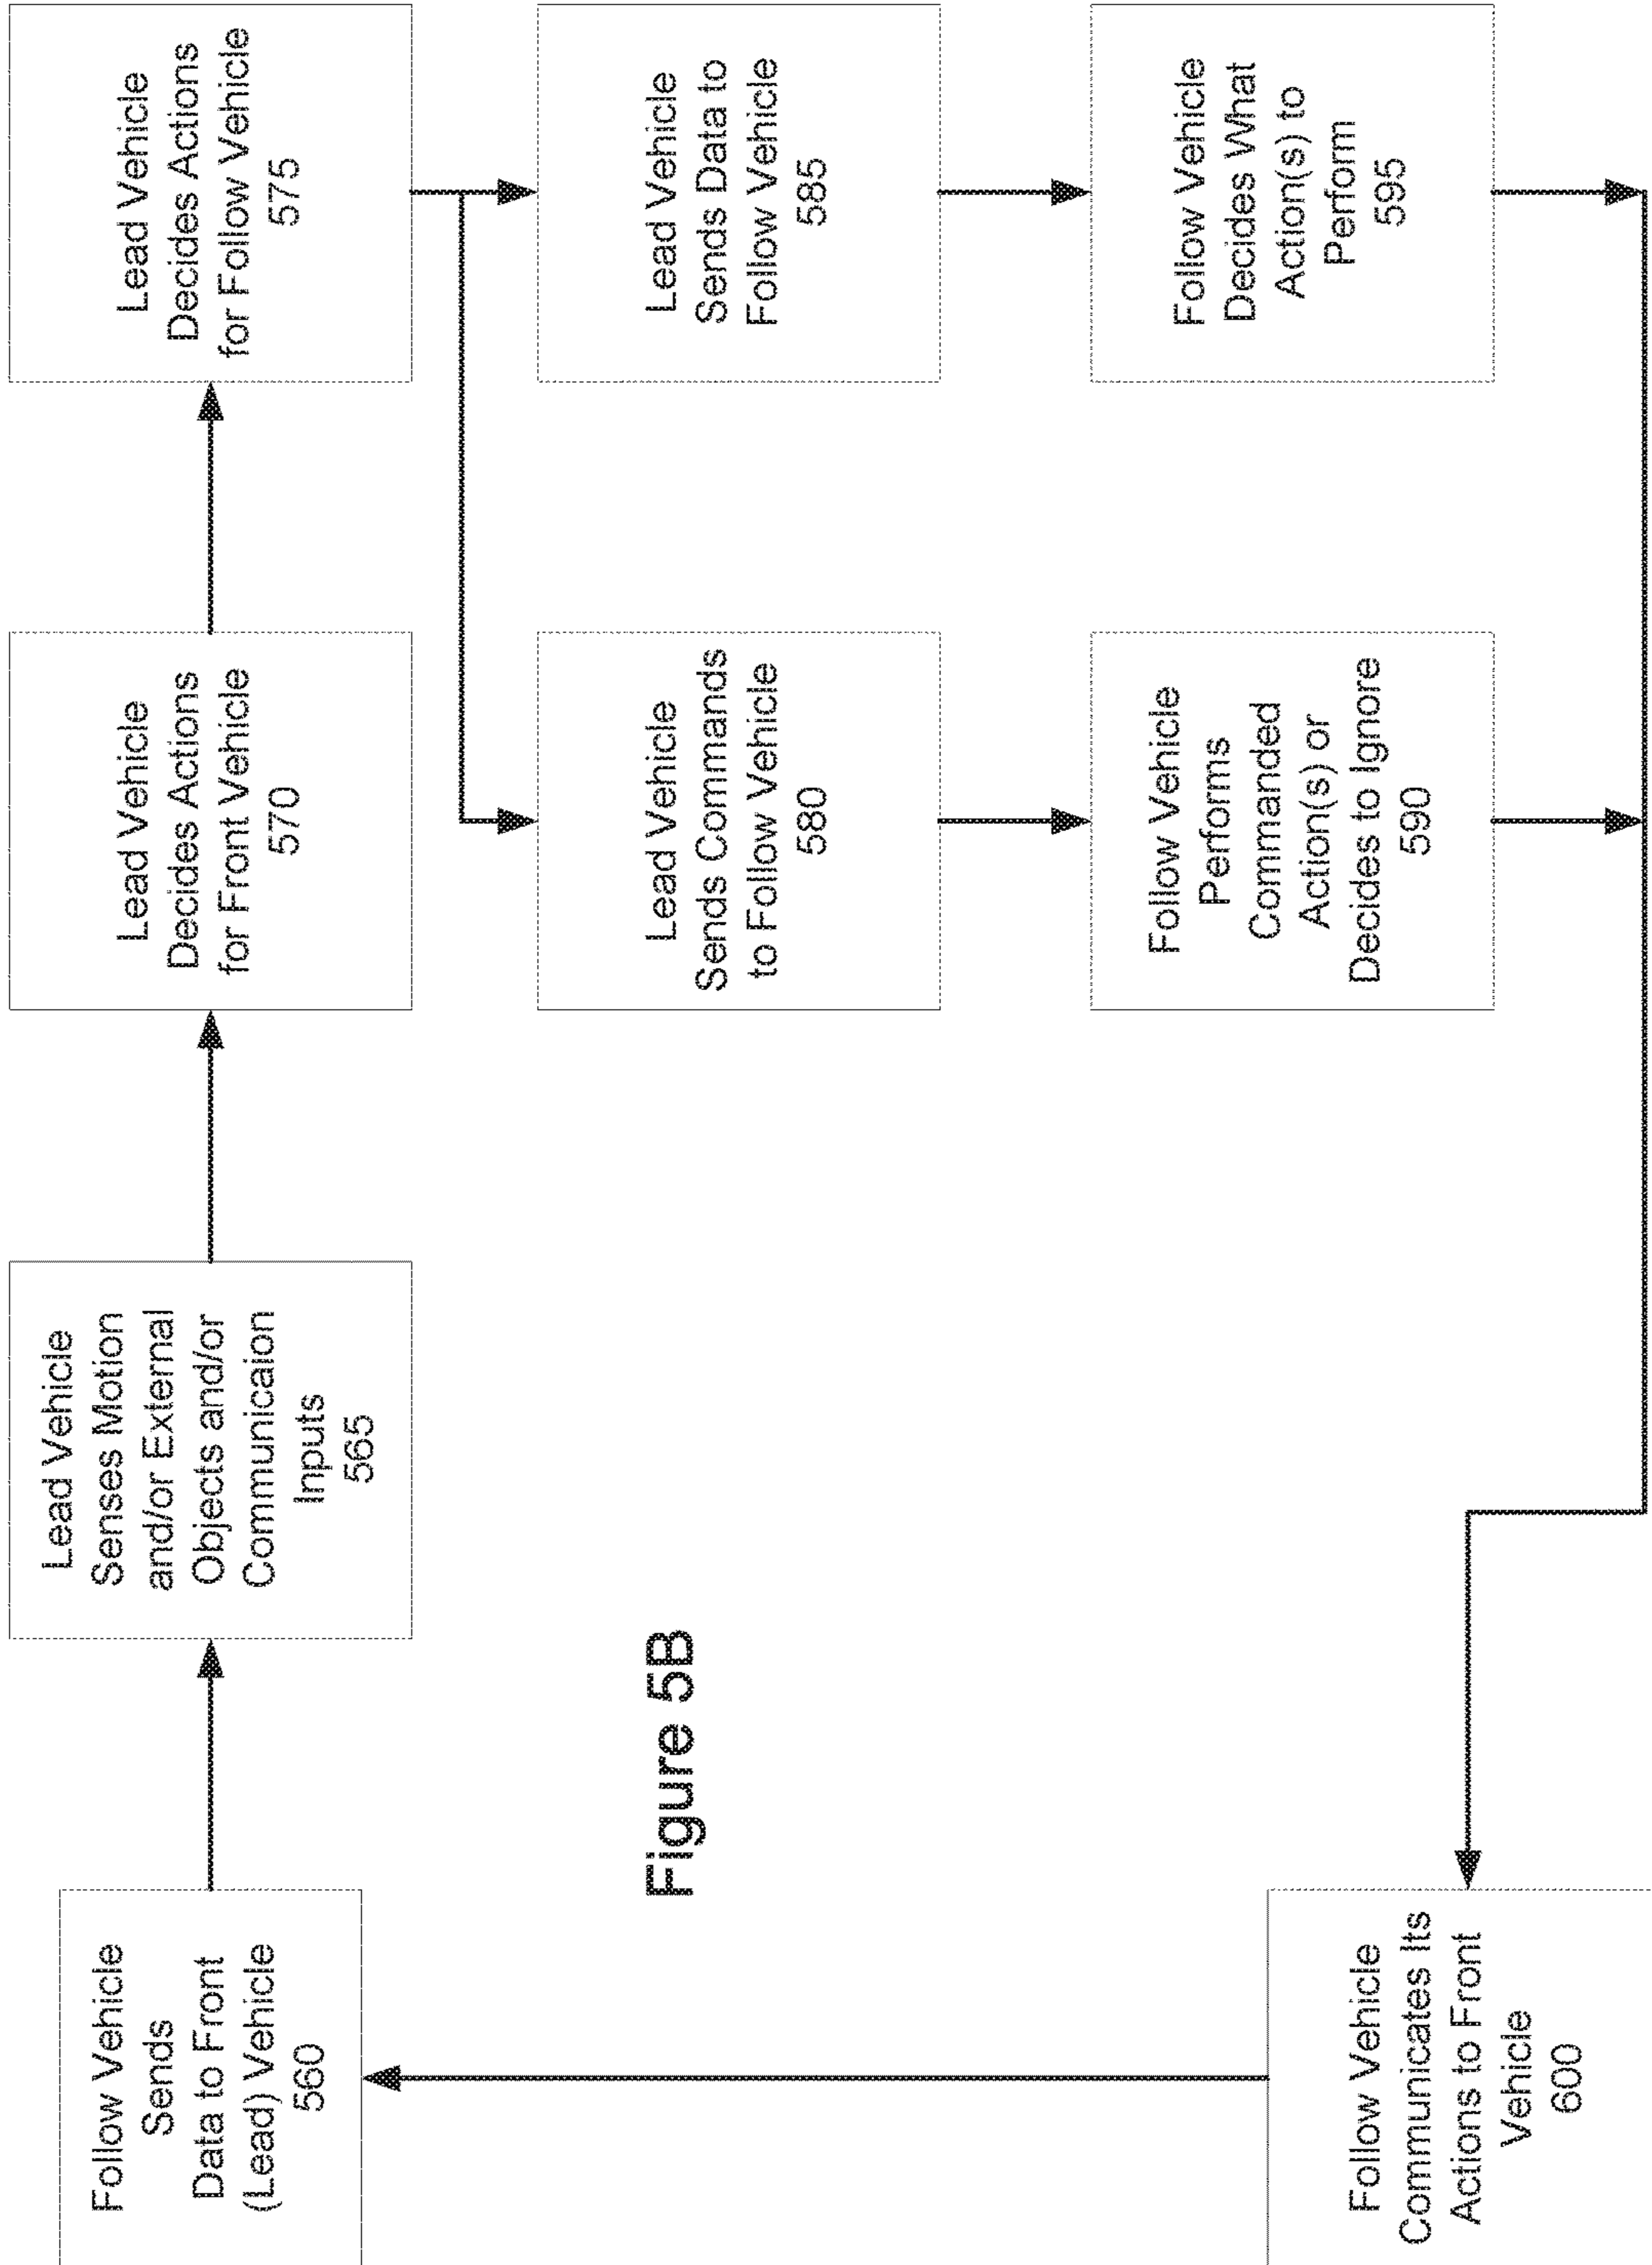 Follow Vehicle
Sends
Data to Front
(Lead) Vehicle
560
Lead Vehicle
Senses Motion
and/or External
Objects and/or
Communicaion
Inputs
565
Lead Vehicle
Decides Actions
for Front Vehicle
570
Lead Vehicle
Decides Actions
for Follow Vehicle
575
Lead Vehicle
Sends Commands
to Follow Vehicle
580
Lead Vehicle
Sends Data to
Follow Vehicle
585
Follow Vehicle
Performs
Commanded
Action(s) or
Decides to Ignore
590
Follow Vehicle
Decides What
Action(s) to
Perform
595
Follow Vehicle
Communicates Its
Actions to Front
Vehicle
600
Figure 5B